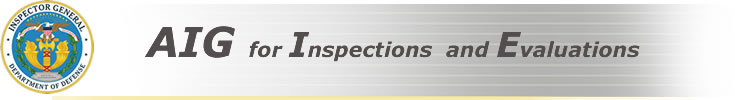 INSPECTOR GENERAL
DEPARTMENT OF DEFENSE
AIG for Inspections and Evaluations